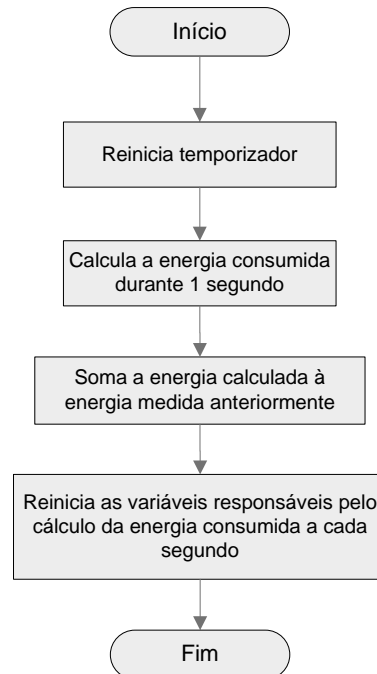 Início
Reinicia temporizador
Calcula a energia consumida
durante 1 segundo
Soma a energia calculada à
energia medida anteriormente
Reinicia as variáveis responsáveis pelo
cálculo da energia consumida a cada
segundo
Fim